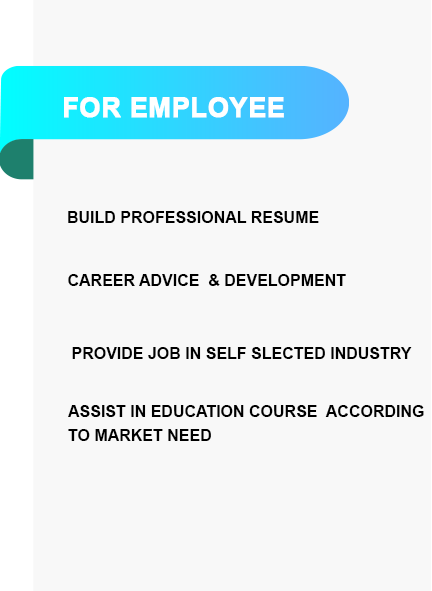 FOR EMPLOYEE
BUILD PROFESSIONAL RESUME
CAREER ADVICE  & DEVELOPMENT
PROVIDE JOB IN SELF SLECTED INDUSTRY
ASSIST IN EDUCATION COURSE  ACCORDING
TO MARKET NEED